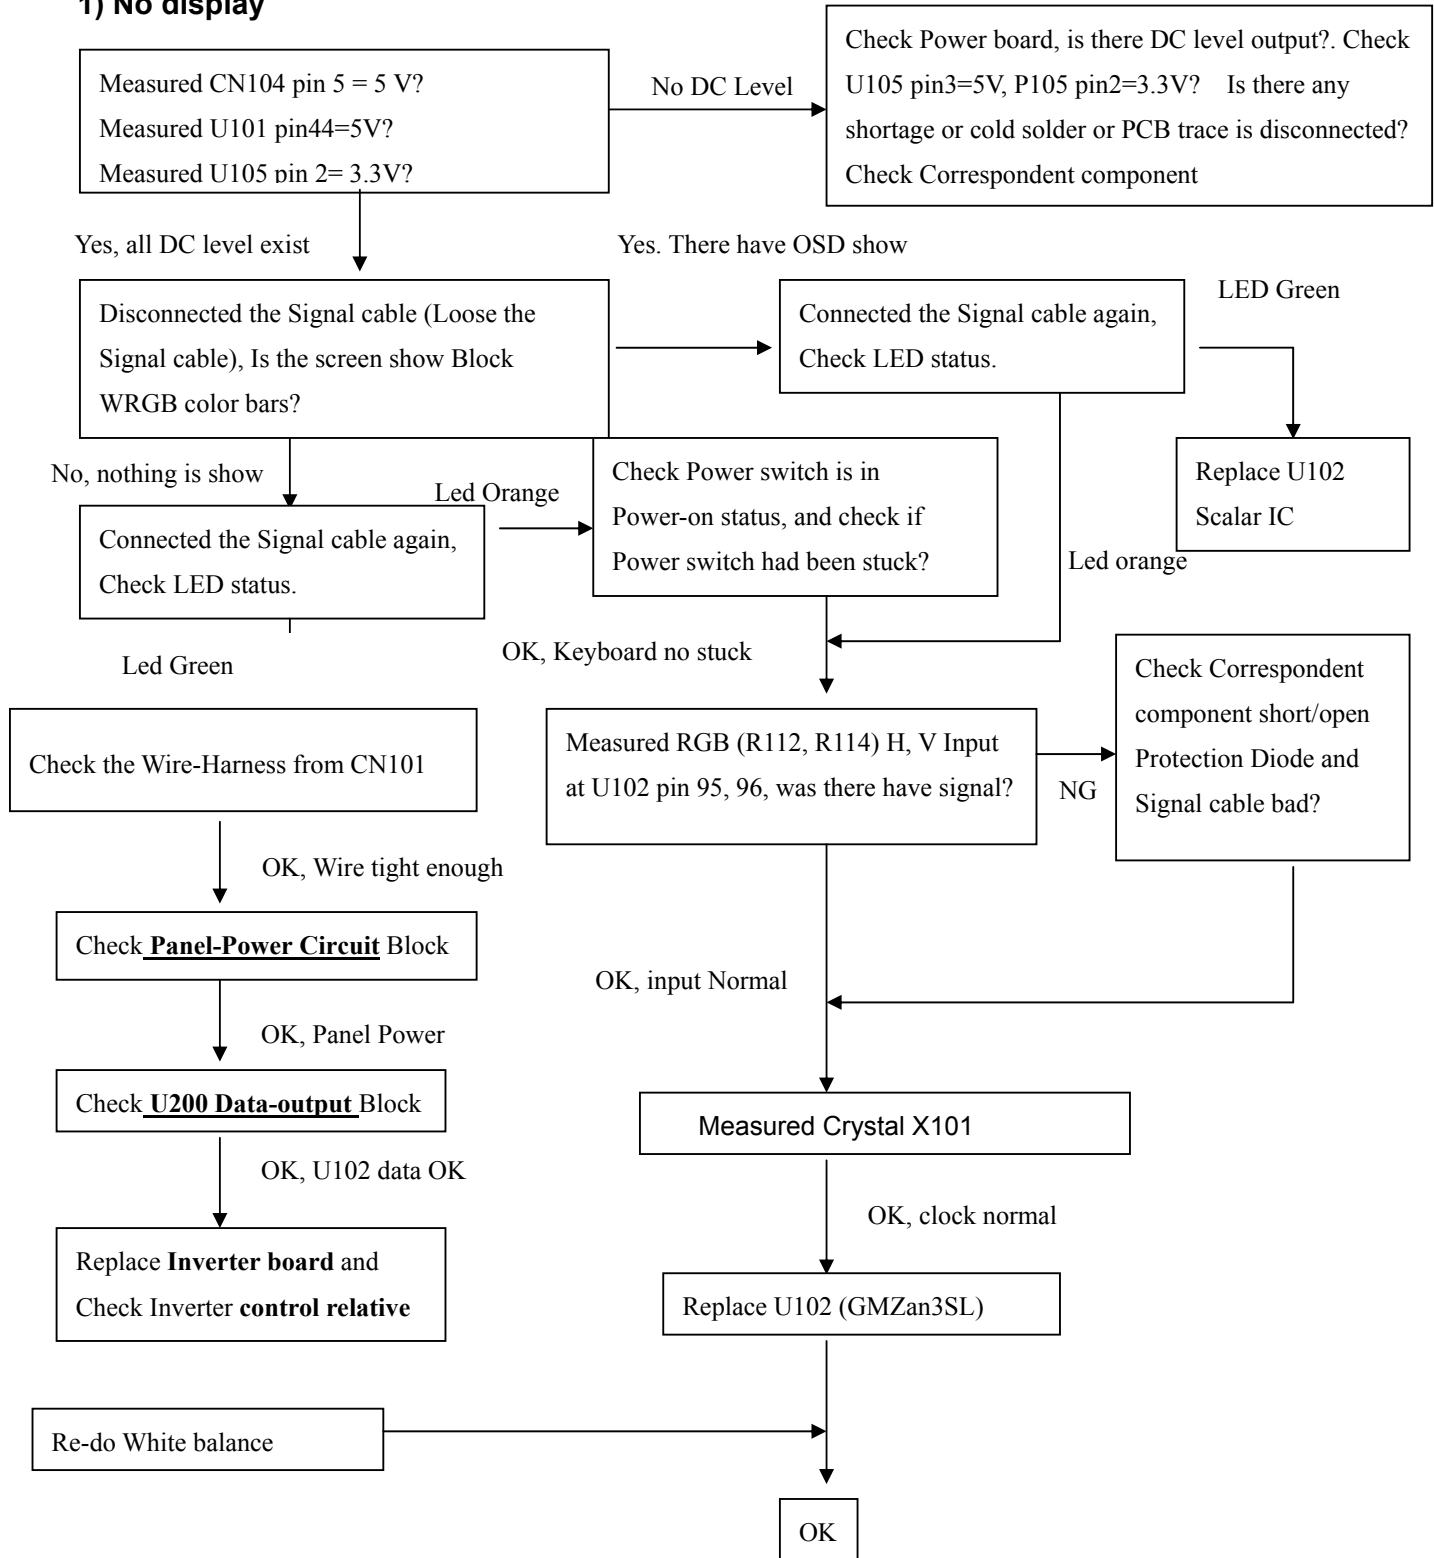 1) No display
Measured CN104 pin 5 = 5 V?
Measured U101 pin44=5V?
Measured U105 pin 2= 3.3V?
No DC Level
Check Power board, is there DC level output?. Check
U105 pin3=5V, P105 pin2=3.3V? Is there any
shortage or cold solder or PCB trace is disconnected?
Check Correspondent component
Yes, all DC level exist
Yes. There have OSD show
Disconnected the Signal cable (Loose the
Signal cable), Is the screen show Block
WRGB color bars?
Connected the Signal cable again,
Check LED status.
LED Green
Replace U102
Scalar IC
No, nothing is show
Led Orange
Connected the Signal cable again,
Check LED status.
Check Power switch is in
Power-on status, and check if
Power switch had been stuck?
Led orange
Led Green
OK, Keyboard no stuck
Check the Wire-Harness from CN101
Measured RGB (R112, R114) H, V Input
at U102 pin 95, 96, was there have signal?
NG
Check Correspondent
component short/open
Protection Diode and
Signal cable bad?
OK, Wire tight enough
Check Panel-Power Circuit Block
OK, input Normal
OK, Panel Power
Check U200 Data-output Block
Measured Crystal X101
OK, U102 data OK
OK, clock normal
Replace Inverter board and
Check Inverter control relative
Replace U102 (GMZan3SL)
Re-do White balance
OK